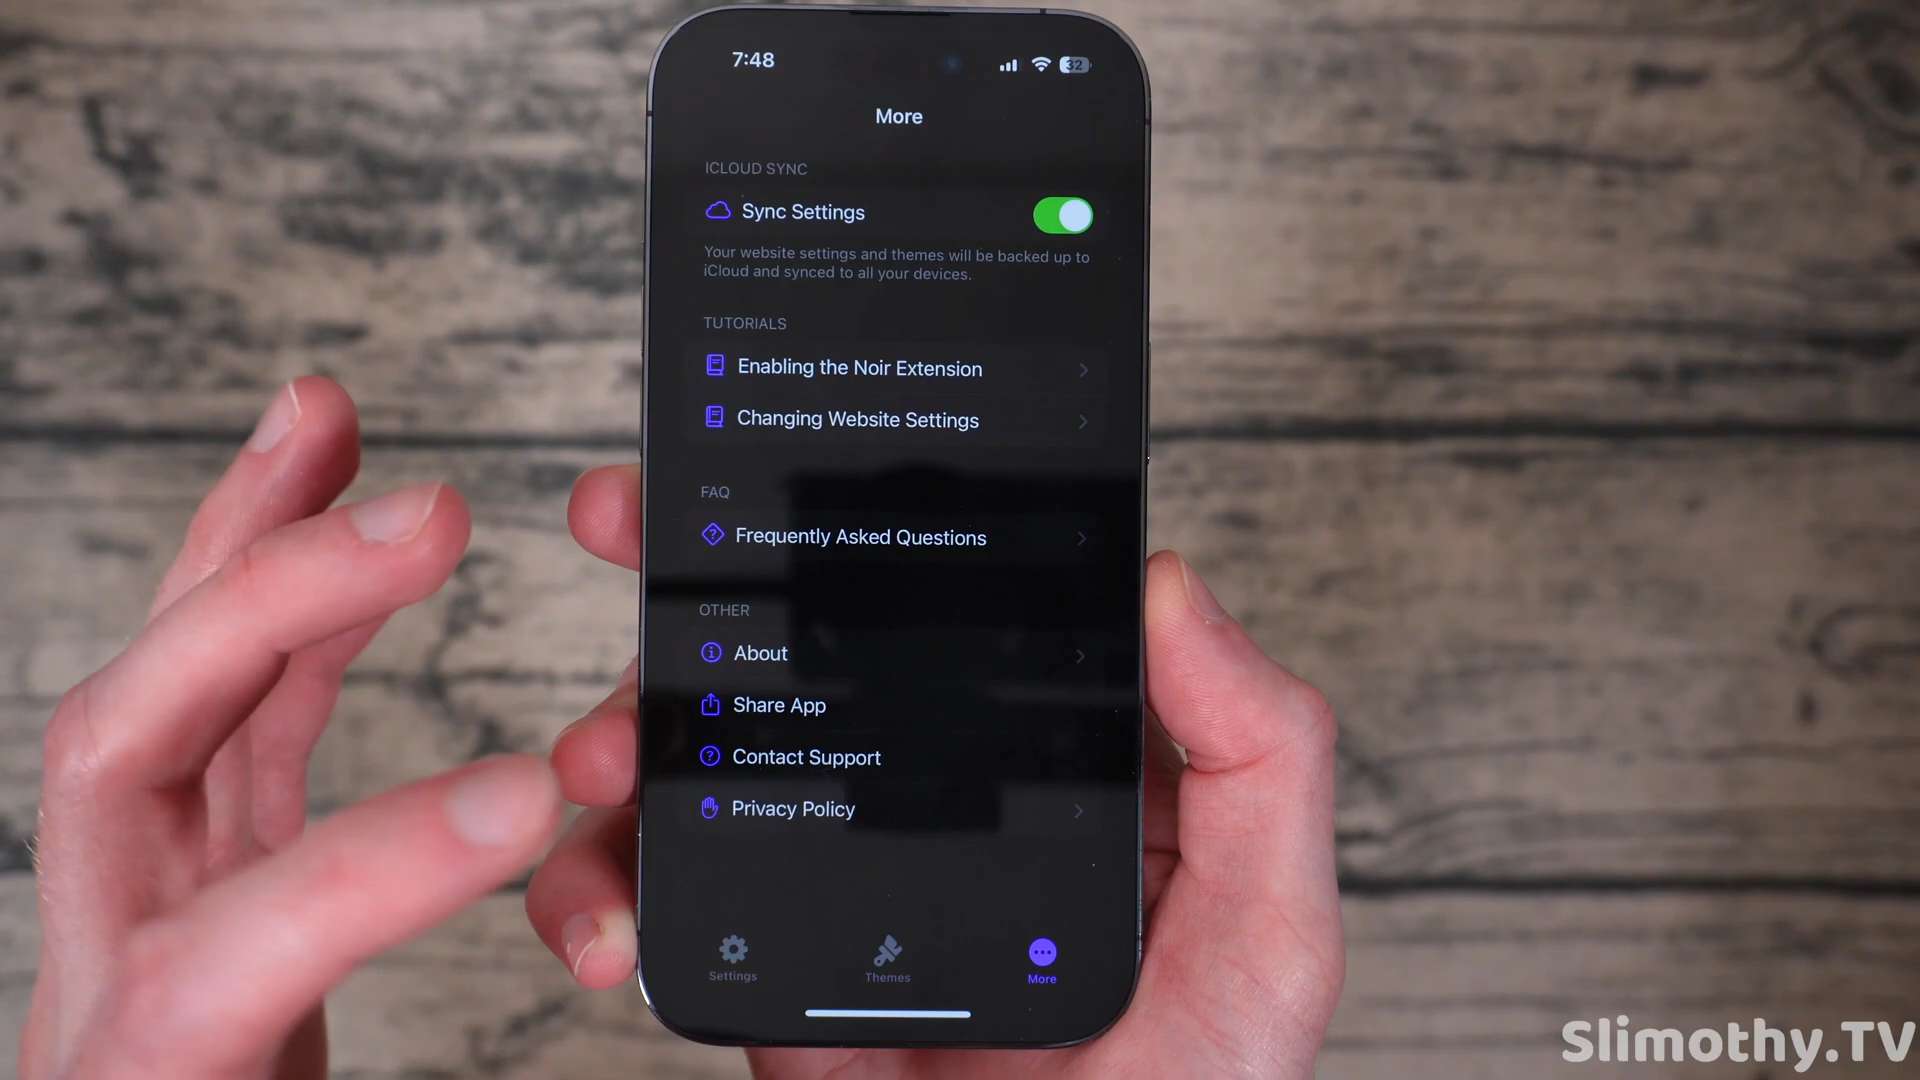 7:48
32
More
ICLOUD SYNC
Sync Settings
Your website settings and themes will be backed up to
iCloud and synced to all your devices.
TUTORIALS
Enabling the Noir Extension
Changing Website Settings
FAQ
Frequently Asked Questions
OTHER
About
Share App
Contact Support
Privacy Policy
Settings
Themes
More
Slimothy.TV